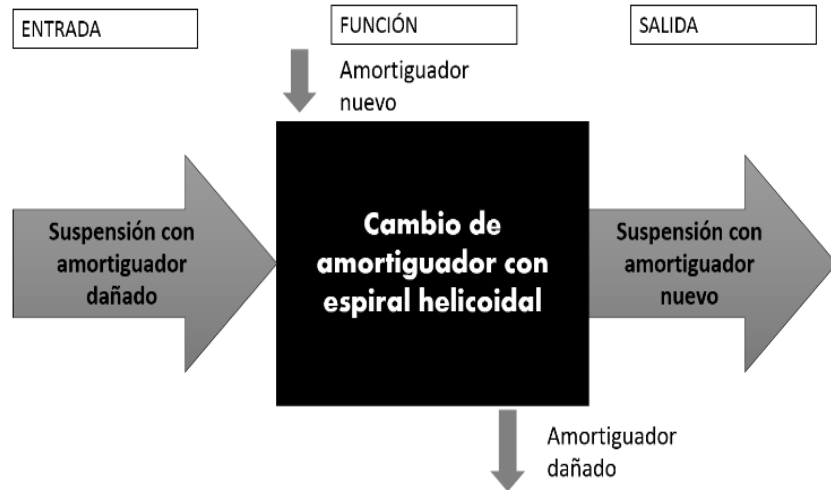 ENTRADA
FUNCIÓN
SALIDA
Amortiguador
nuevo
Suspensión con
amortiguador
dañado
Cambio de
amortiguador con
espiral helicoidal
Suspensión con
amortiguador
nuevo
Amortiguador
dañado